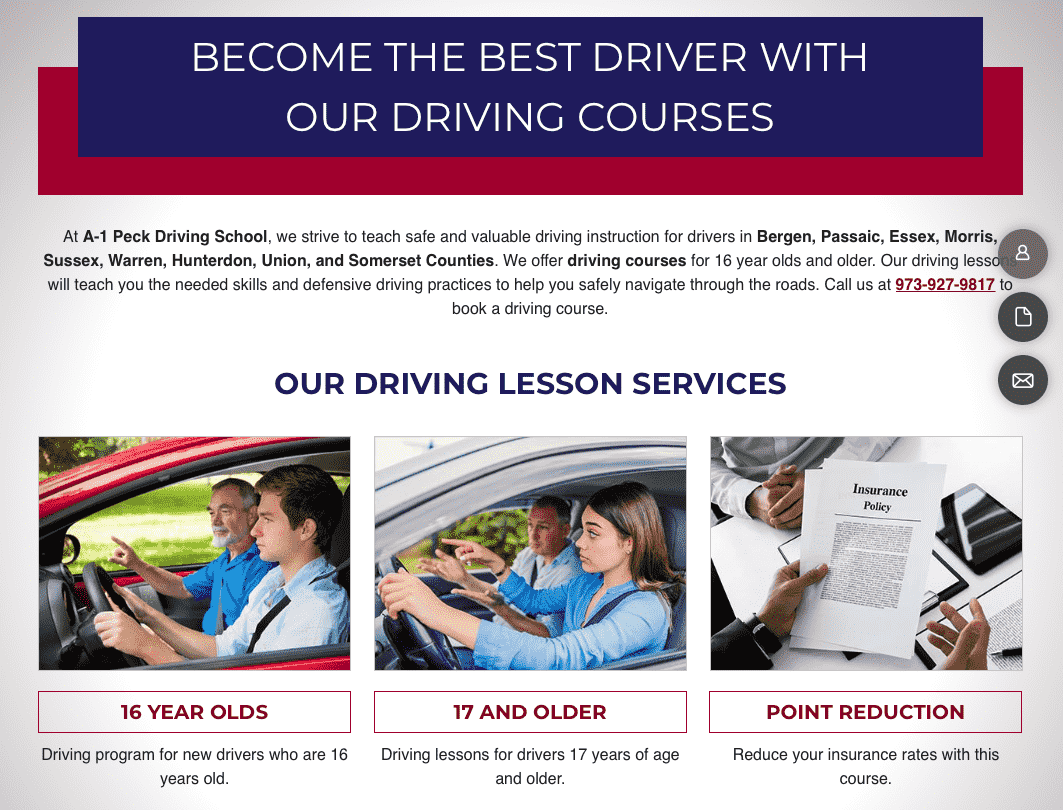 BECOME THE BEST DRIVER WITH
OUR DRIVING COURSES
At A-1 Peck Driving School, we strive to teach safe and valuable driving instruction for drivers in Bergen, Passaic, Essex, Morris,
Sussex, Warren, Hunterdon, Union, and Somerset Counties. We offer driving courses for 16 year olds and older. Our driving lessons
will teach you the needed skills and defensive driving practices to help you safely navigate through the roads. Call us at 973-927-9817 to
book a driving course.
OUR DRIVING LESSON SERVICES
Insurance
Policy
16 YEAR OLDS
17 AND OLDER
POINT REDUCTION
Driving program for new drivers who are 16
years old.
Driving lessons for drivers 17 years of age
and older.
Reduce your insurance rates with this
course.